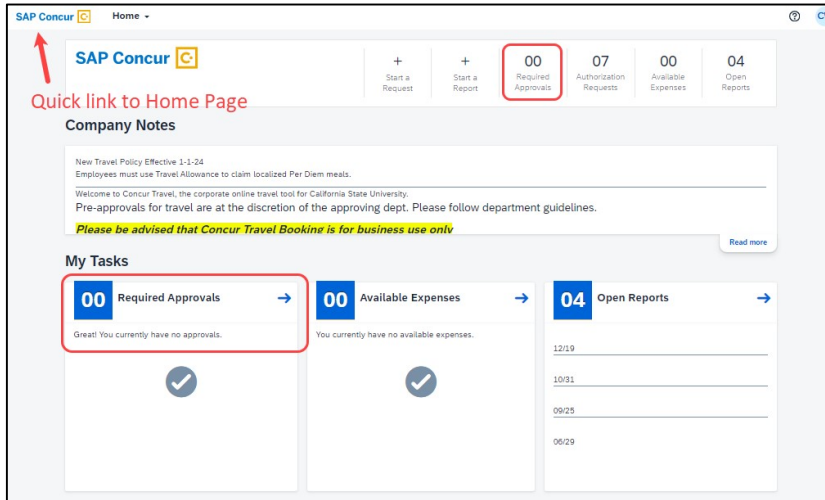 SAP Concur C Home
C
SAP Concur C
+
Start a
Request
+
Start a
Report
00
Required
Approvals
07
Authorization
Requests
00
Available
Expenses
04
Open
Reports
Quick link to Home Page
Company Notes
New Travel Policy Effective 1-1-24
Employees must use Travel Allowance to claim localized Per Diem meals.
Welcome to Concur Travel, the corporate online travel tool for California State University.
Pre-approvals for travel are at the discretion of the approving dept. Please follow department guidelines.
Please be advised that Concur Travel Booking is for business use only
Read more
My Tasks
00 Required Approvals →
Great! You currently have no approvals.
00 Available Expenses →
You currently have no available expenses.
04 Open Reports →
12/19
10/31
09/25
06/29